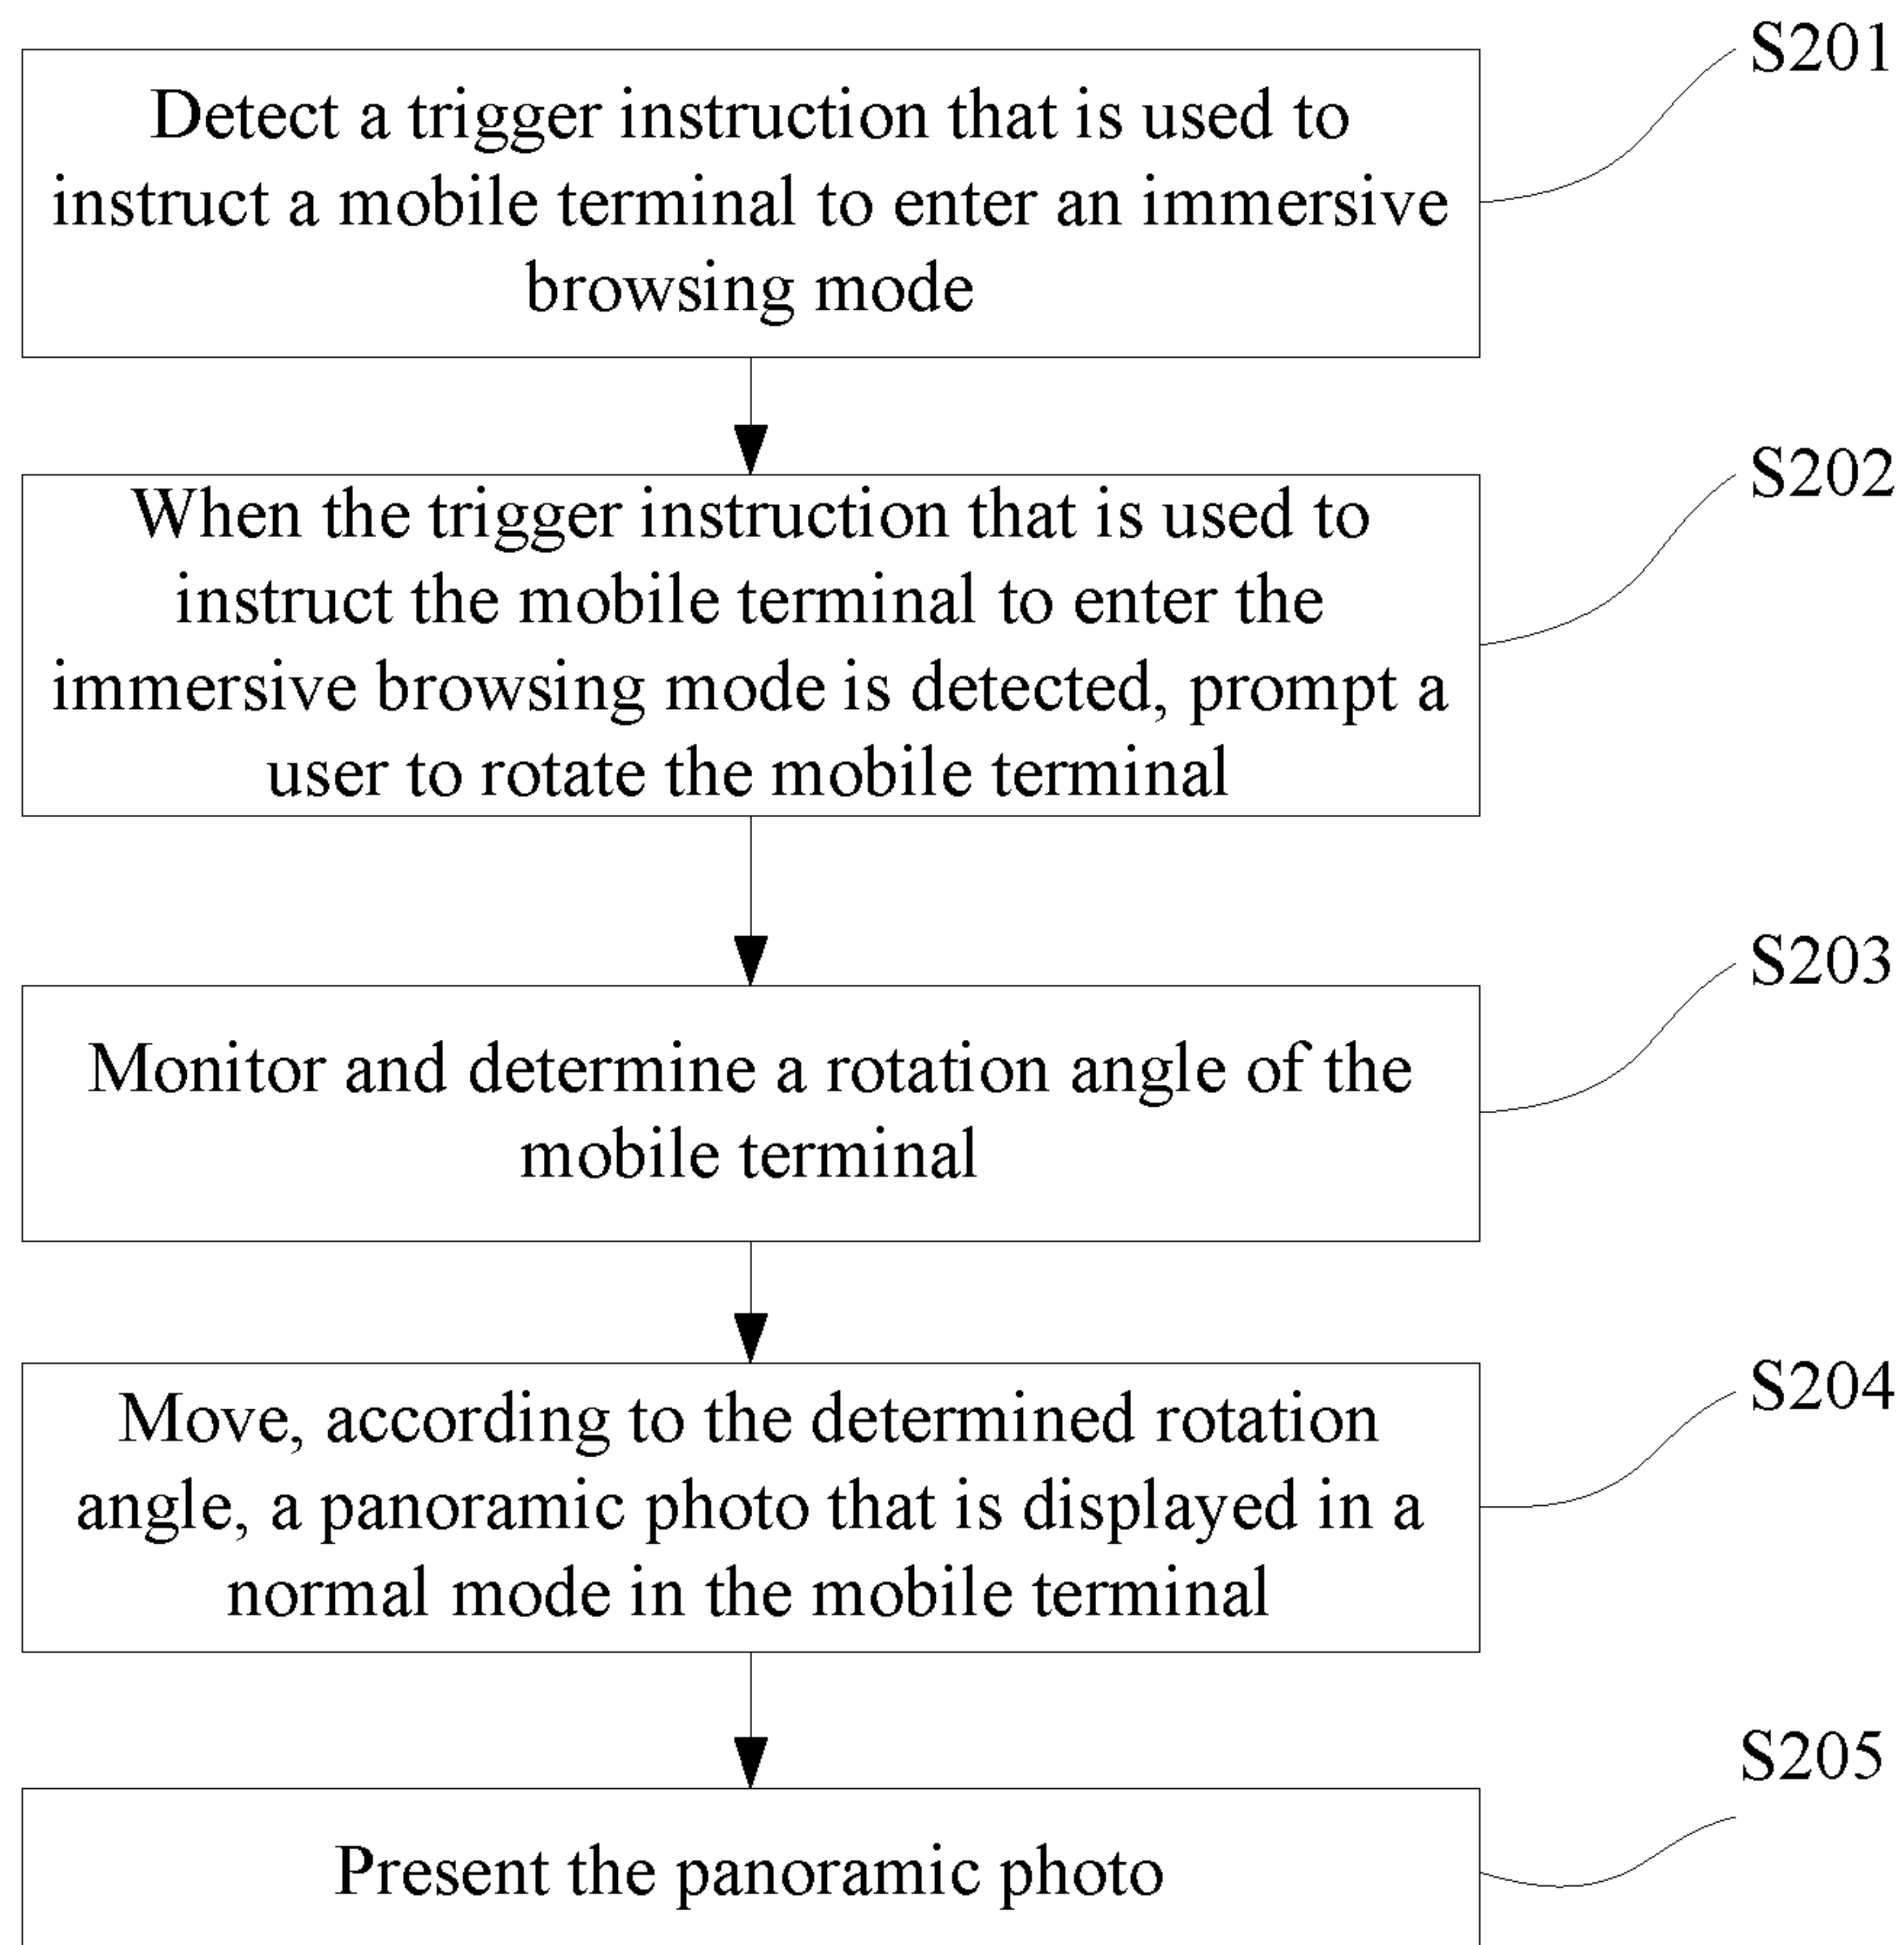 S201
Detect a trigger instruction that is used to
instruct a mobile terminal to enter an immersive
browsing mode
S202
When the trigger instruction that is used to
instruct the mobile terminal to enter the
immersive browsing mode is detected, prompt a
user to rotate the mobile terminal
S203
Monitor and determine a rotation angle of the
mobile terminal
S204
Move, according to the determined rotation
angle, a panoramic photo that is displayed in a
normal mode in the mobile terminal
S205
Present the panoramic photo